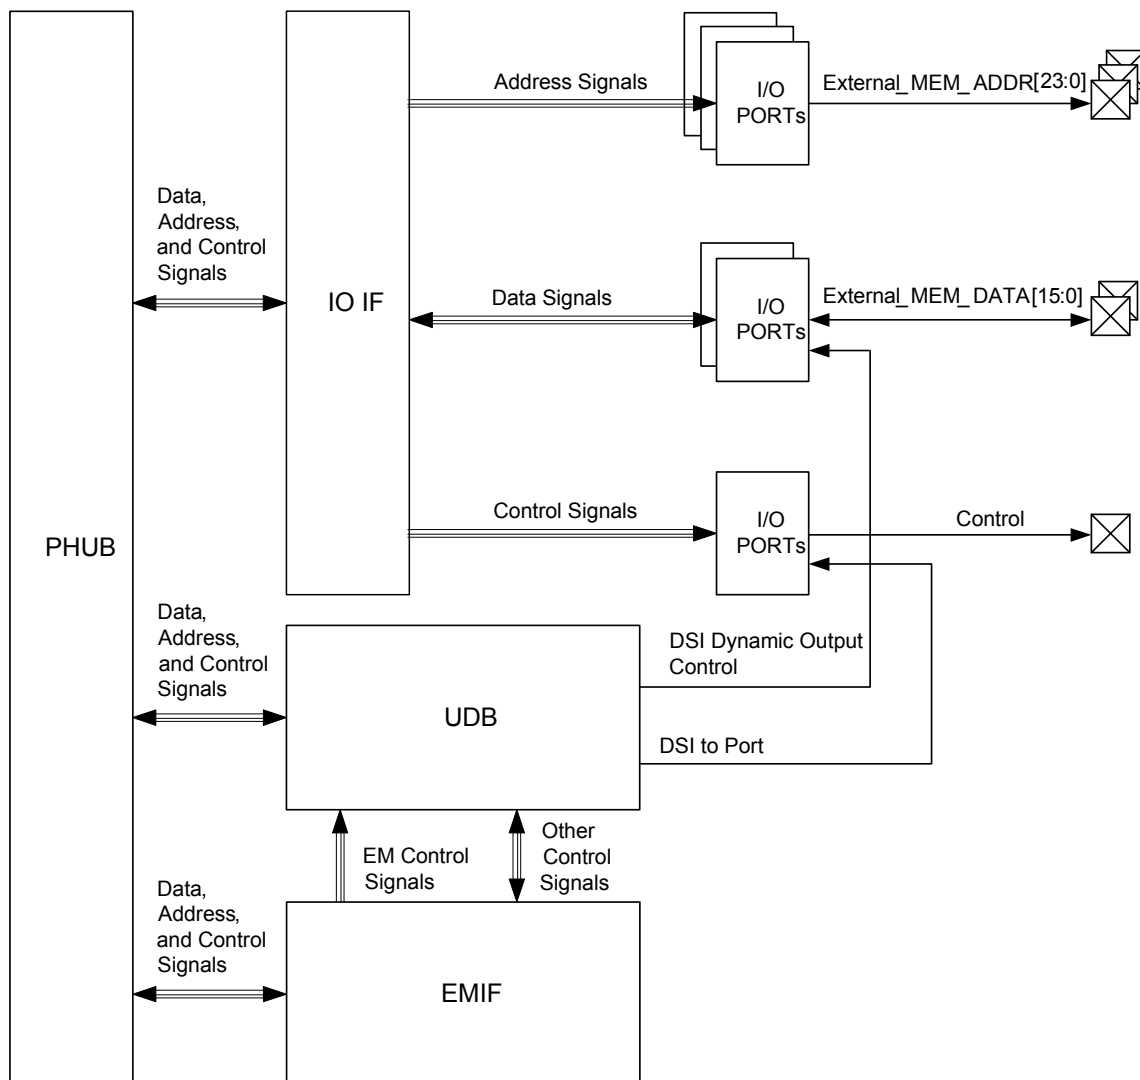 Address Signals
I/O
PORTs
External_MEM_ADDR[23:0]
Data,
Address,
and Control
Signals
IO IF
Data Signals
I/O
PORTs
External_MEM_DATA[15:0]
PHUB
Control Signals
I/O
PORTs
Control
Data,
Address,
and Control
Signals
UDB
DSI Dynamic Output
Control
DSI to Port
EM Control
Signals
Other
Control
Signals
Data,
Address,
and Control
Signals
EMIF